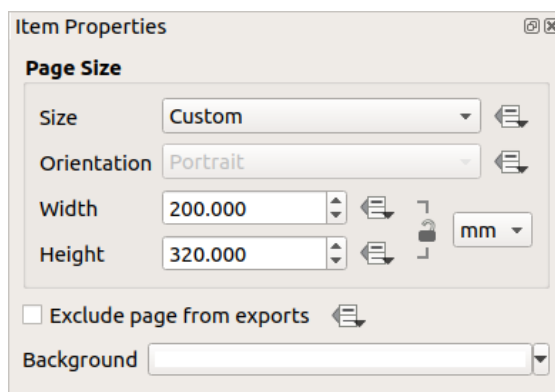 Item Properties
Page Size
Size Custom
Orientation Portrait
Width 200.000
Height 320.000
mm
Exclude page from exports
Background